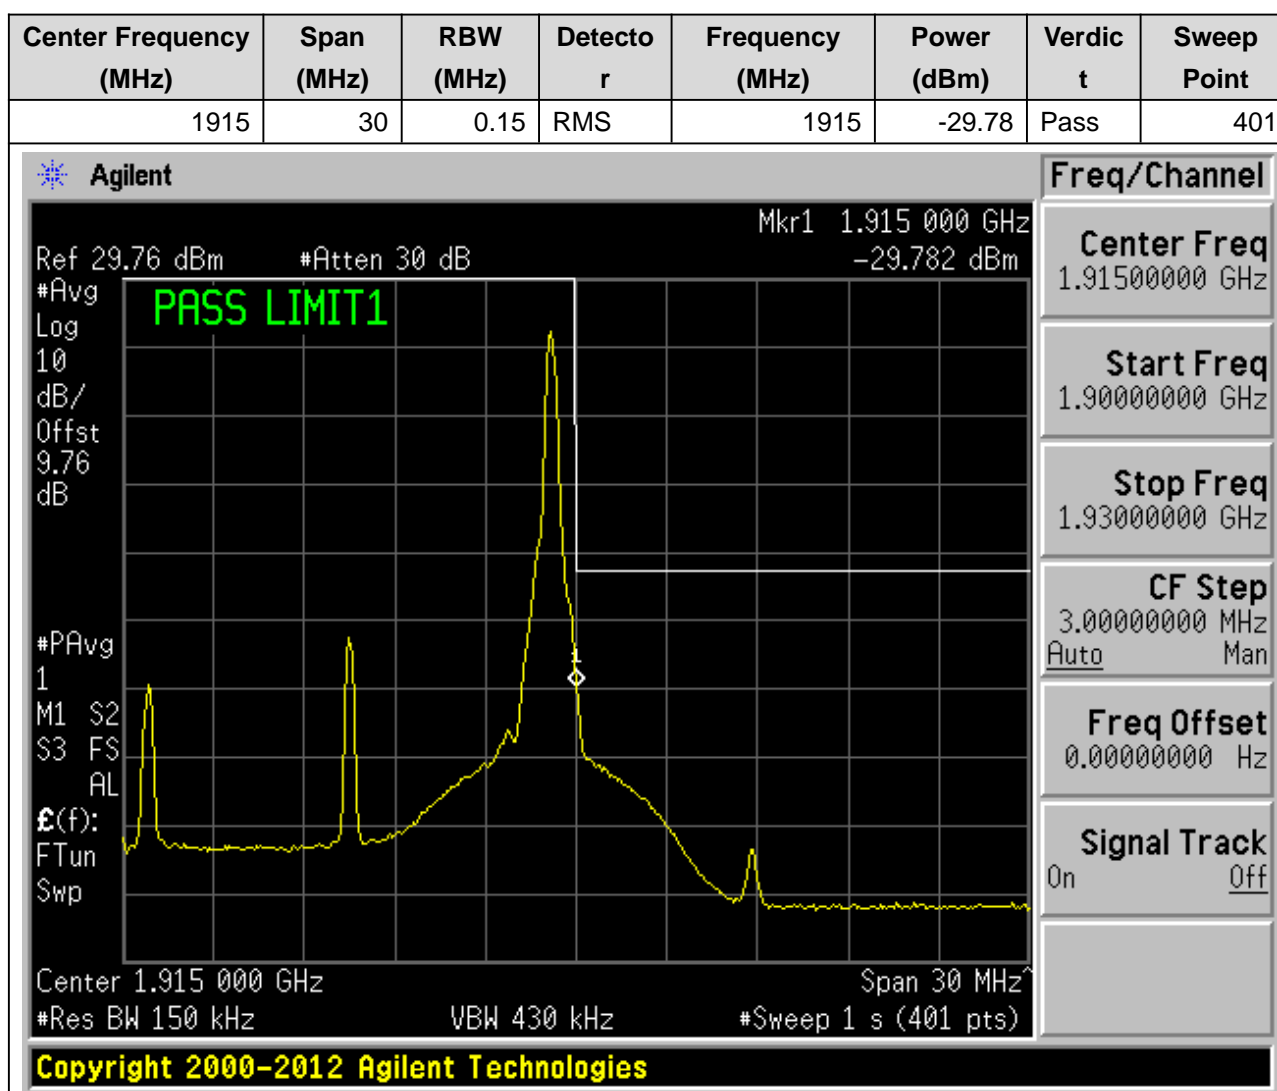 Center Frequency Span RBW Detecto Frequency Power Verdic Sweep
(MHz) (MHz) (MHz) r (MHz) (dBm) t Point
1915 30 0.15 RMS 1915 -29.78 Pass 401
Agilent Freq/Channel
Mkr1 1.915 000 GHz
Ref 29.76 dBm #Atten 30 dB -29.782 dBm
#Avg
Log
10
dB/
Offst
9.76
dB
PASS LIMIT1
1
#PAvg
1
M1 S2
S3 FS
AL
£(f):
FTun
Swp
Center 1.915 000 GHz Span 30 MHz^
#Res BW 150 kHz VBW 430 kHz #Sweep 1 s (401 pts)
Center Freq
1.91500000 GHz
Start Freq
1.90000000 GHz
Stop Freq
1.93000000 GHz
CF Step
3.00000000 MHz
Auto Man
Freq Offset
0.00000000 Hz
Signal Track
On Off
Copyright 2000-2012 Agilent Technologies